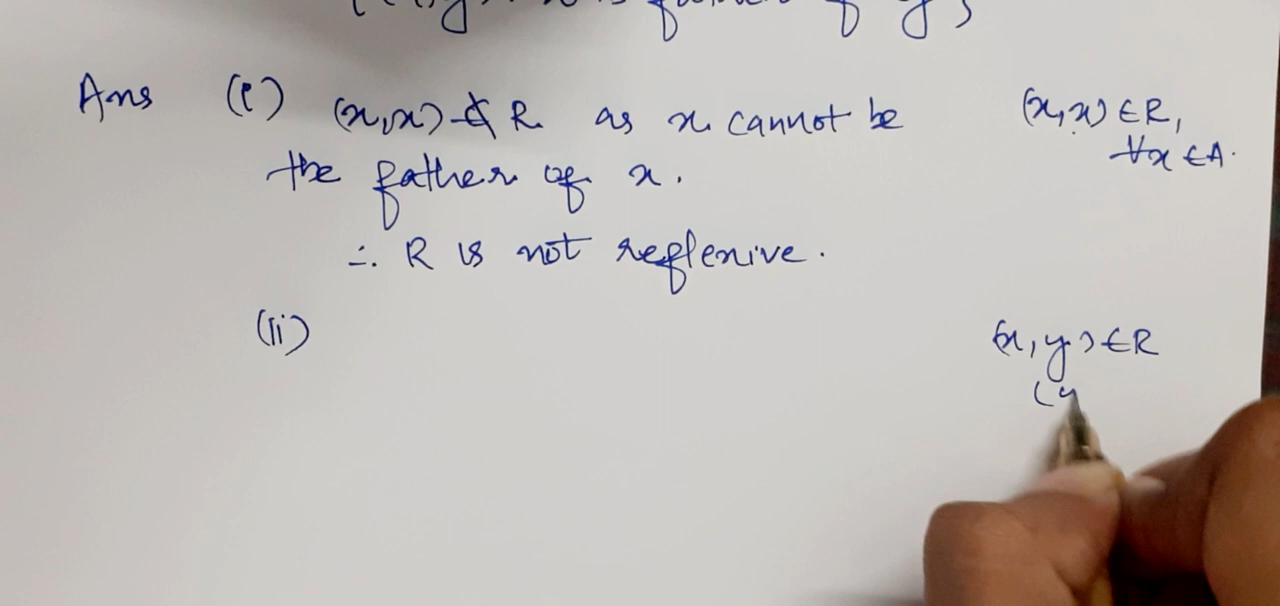 Ans (i) (x,x) ∉ R as x cannot be
the father of x.
∴ R is not reflexive.
(x,x) ∈ R,
∀x ∈ A.
(ii)
(x, y) ∈ R
(y